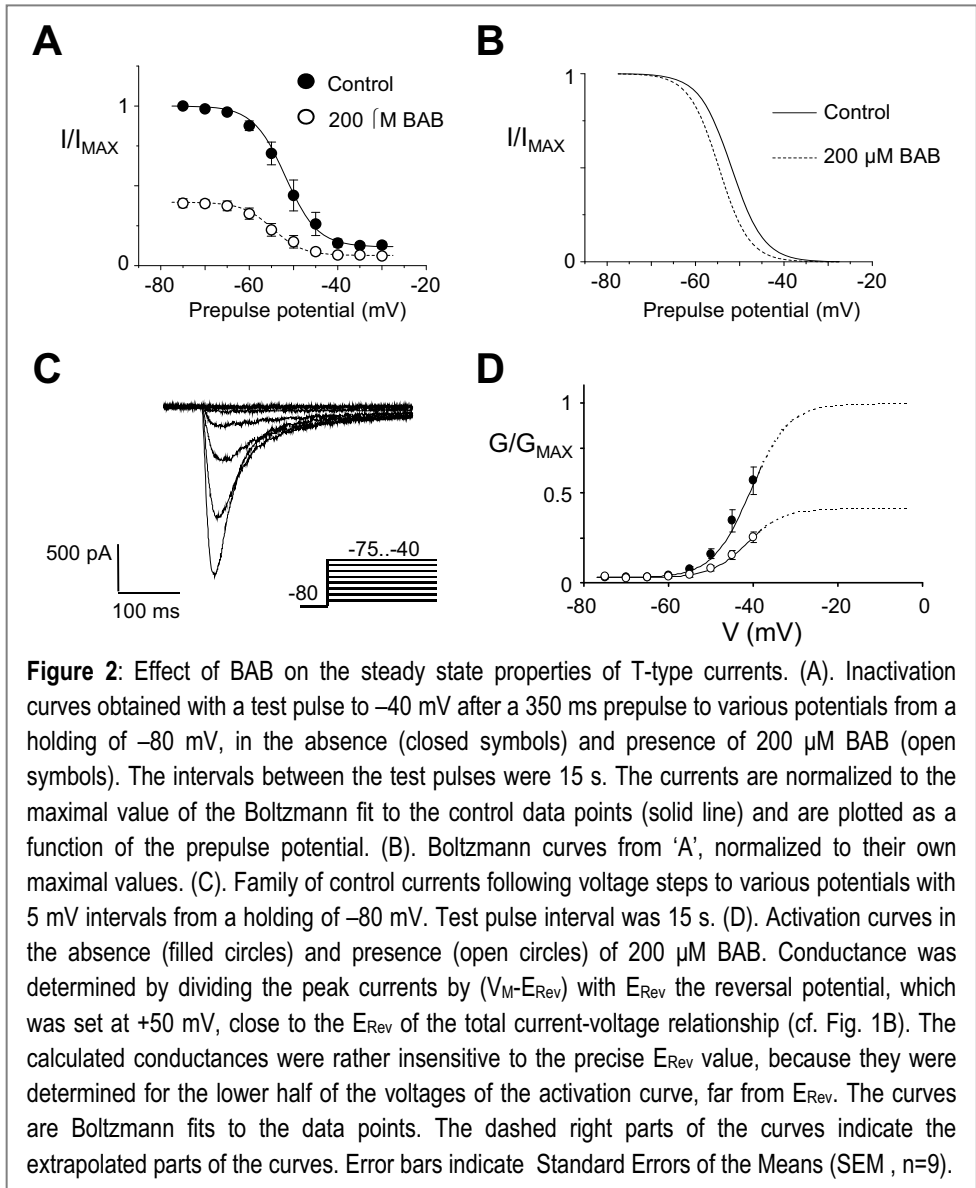 A
Control
200 ⌠M BAB
1
I/IMAX
0
-80 -60 -40 -20
Prepulse potential (mV)
B
1
I/IMAX
0
Control
200 µM BAB
-80 -60 -40 -20
Prepulse potential (mV)
C
500 pA
100 ms
-75..-40
-80
D
1
G/GMAX
0.5
0
-80 -60 -40 -20 0
V (mV)
Figure 2: Effect of BAB on the steady state properties of T-type currents. (A). Inactivation
curves obtained with a test pulse to –40 mV after a 350 ms prepulse to various potentials from a
holding of –80 mV, in the absence (closed symbols) and presence of 200 µM BAB (open
symbols). The intervals between the test pulses were 15 s. The currents are normalized to the
maximal value of the Boltzmann fit to the control data points (solid line) and are plotted as a
function of the prepulse potential. (B). Boltzmann curves from ‘A’, normalized to their own
maximal values. (C). Family of control currents following voltage steps to various potentials with
5 mV intervals from a holding of –80 mV. Test pulse interval was 15 s. (D). Activation curves in
the absence (filled circles) and presence (open circles) of 200 µM BAB. Conductance was
determined by dividing the peak currents by (VM-ERev) with ERev the reversal potential, which
was set at +50 mV, close to the ERev of the total current-voltage relationship (cf. Fig. 1B). The
calculated conductances were rather insensitive to the precise ERev value, because they were
determined for the lower half of the voltages of the activation curve, far from ERev. The curves
are Boltzmann fits to the data points. The dashed right parts of the curves indicate the
extrapolated parts of the curves. Error bars indicate Standard Errors of the Means (SEM , n=9).